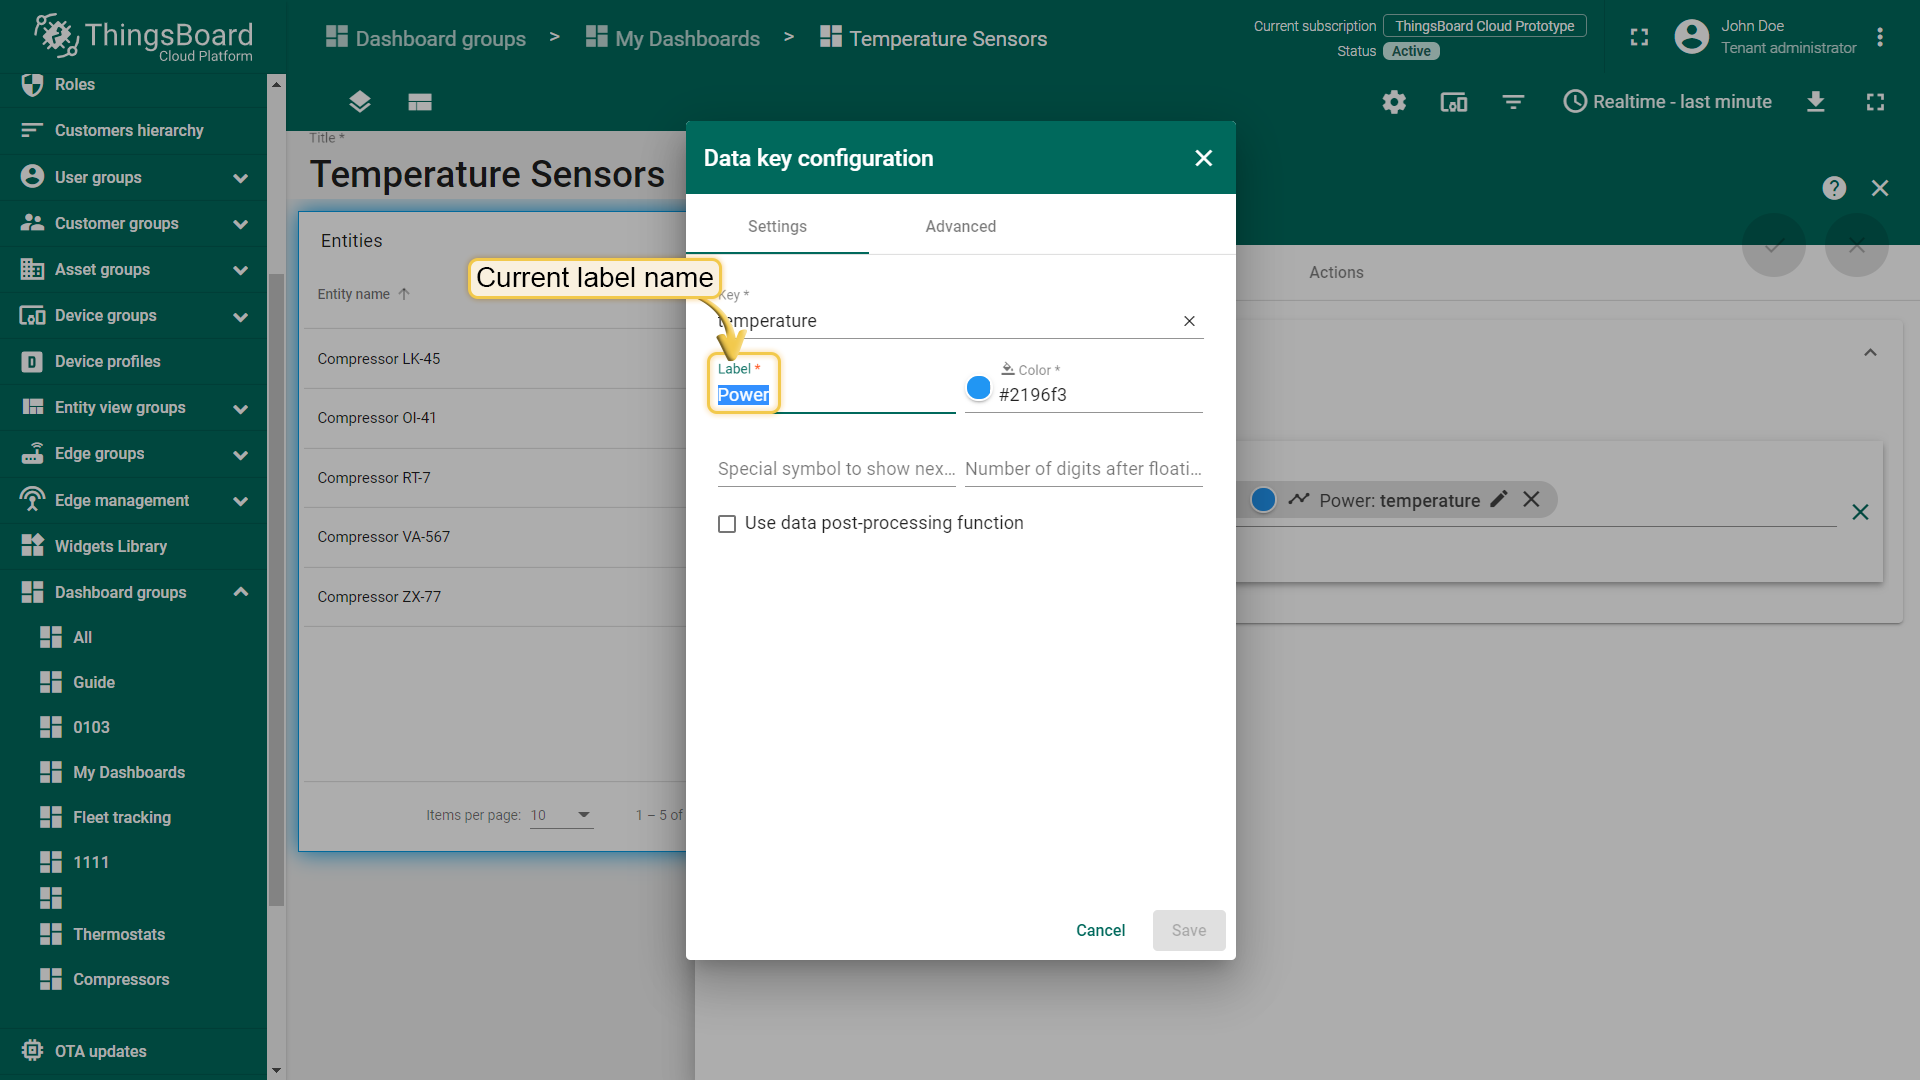 ThingsBoard
Cloud Platform
Dashboard groups > My Dashboards > Temperature Sensors
Current subscription ThingsBoard Cloud Prototype
Status Active
John Doe
Tenant administrator
Roles
Customers hierarchy
User groups
Customer groups
Asset groups
Device groups
Device profiles
Entity view groups
Edge groups
Edge management
Widgets Library
Dashboard groups
All
Guide
0103
My Dashboards
Fleet tracking
1111
Thermostats
Compressors
OTA updates
Realtime - last minute
Title *
Temperature Sensors
Entities
Entity name
Compressor LK-45
Compressor OI-41
Compressor RT-7
Compressor VA-567
Compressor ZX-77
Items per page: 10
1 – 5 of
Current label name
Data key configuration
Settings
Advanced
Key *
temperature
Label *
Power
Color *
#2196f3
Special symbol to show nex...
Number of digits after floati...
Use data post-processing function
Cancel
Save
Actions
Power: temperature